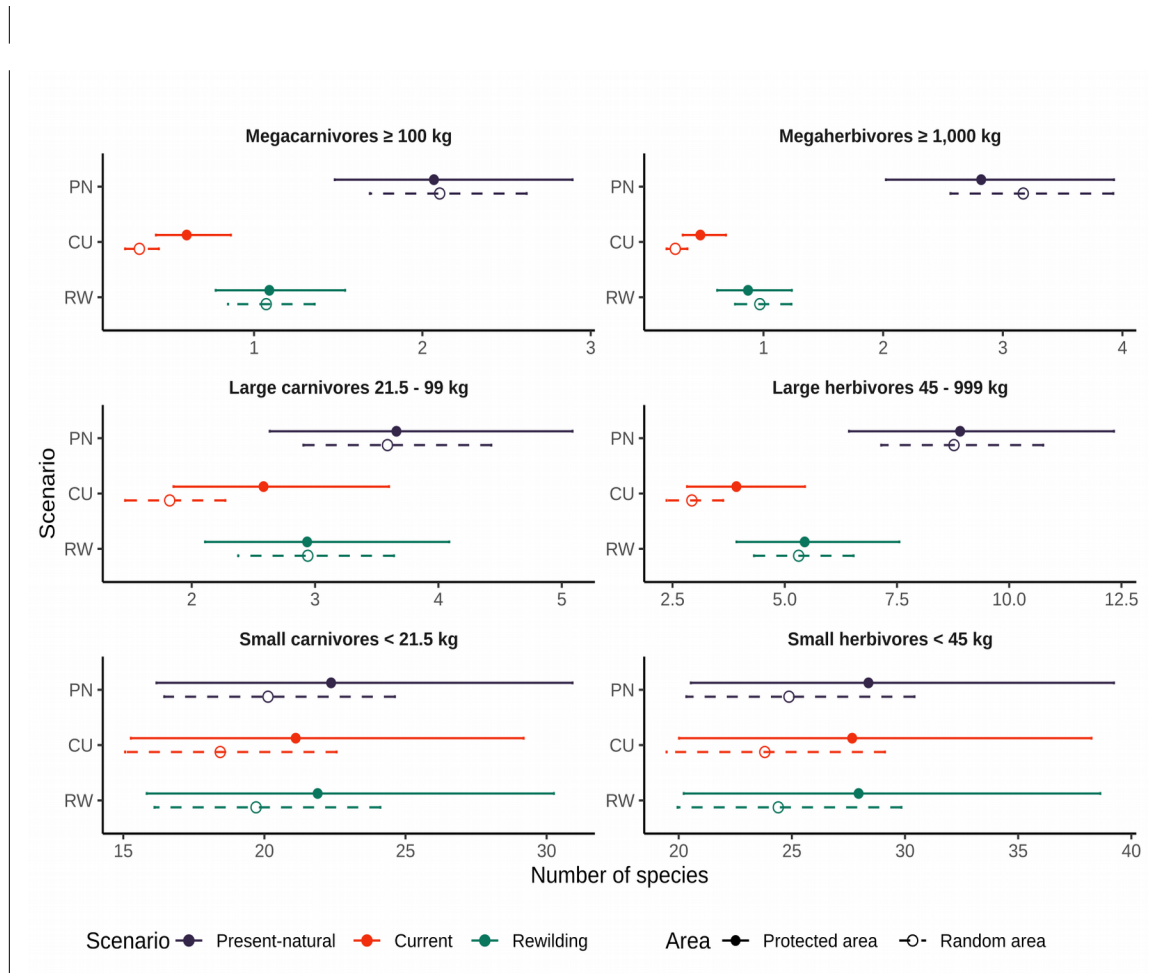 Megacarnivores ≥ 100 kg
Megaherbivores ≥ 1,000 kg
PN
CU
RW
1 2 3
PN
CU
RW
1 2 3 4
Large carnivores 21.5 - 99 kg
Large herbivores 45 - 999 kg
Scenario
PN
CU
RW
2 3 4 5
PN
CU
RW
2.5 5.0 7.5 10.0 12.5
Small carnivores < 21.5 kg
Small herbivores < 45 kg
PN
CU
RW
15 20 25 30
PN
CU
RW
20 25 30 35 40
Number of species
Scenario Present-natural Current Rewilding Area Protected area Random area